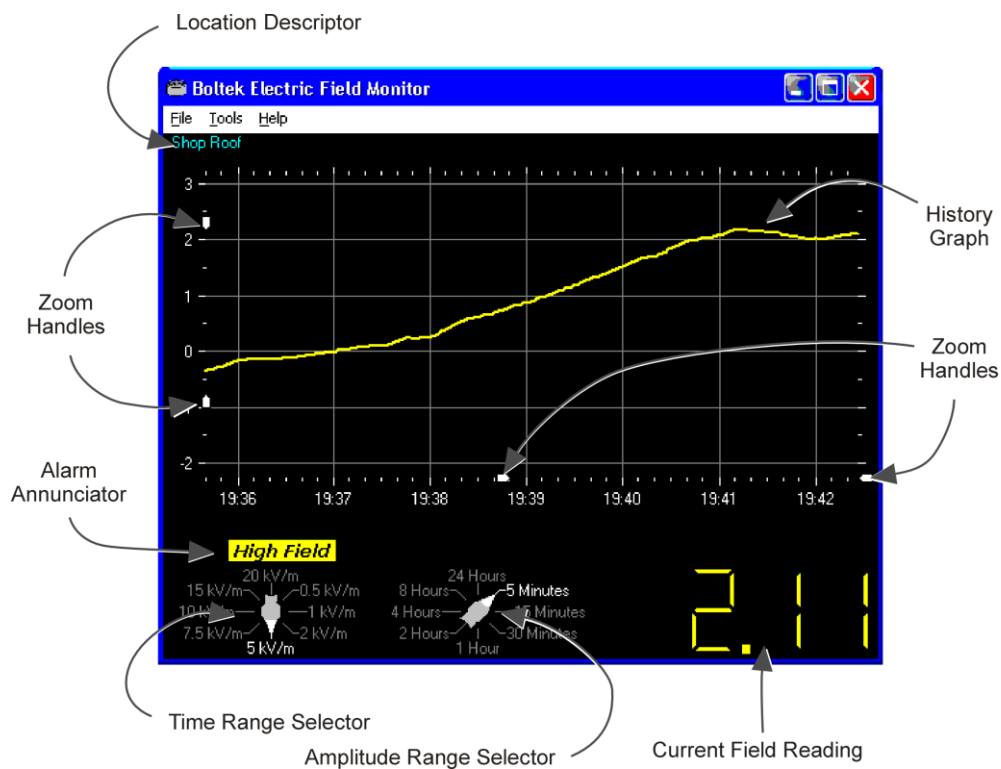 Location Descriptor
Boltek Electric Field Monitor
File Tools Help
Shop Roof
3
2
1
0
-2
19:36 19:37 19:38 19:39 19:40 19:41 19:42
History
Graph
Zoom
Handles
Zoom
Handles
Alarm
Annunciator
High Field
20 kV/m
15 kV/m 0.5 kV/m
10 kV/m 1 kV/m
7.5 kV/m 2 kV/m
5 kV/m
24 Hours
8 Hours 5 Minutes
4 Hours 15 Minutes
2 Hours 30 Minutes
1 Hour
2.11
Time Range Selector
Amplitude Range Selector
Current Field Reading